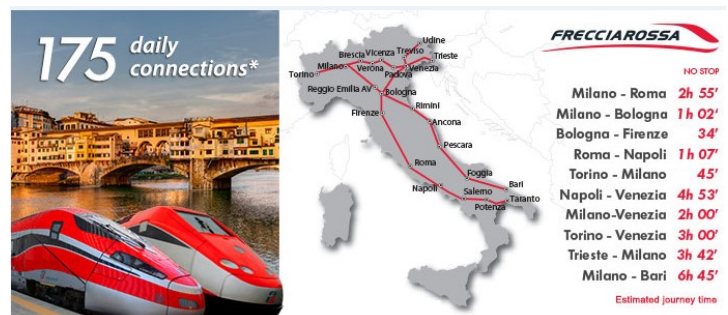 175 daily
connections*
Udine
Treviso
Trieste
Brescia Vicenza
Milano
Torino
Verona
Venezia
Padova
Reggio Emilia AV
Bologna
Firenze
Rimini
Ancona
Pescara
Roma
Foggia
Bari
Napoli
Salerno
Taranto
Potenza
FRECCIAROSSA
NO STOP
Milano - Roma 2h 55'
Milano - Bologna 1h 02'
Bologna - Firenze 34'
Roma - Napoli 1h 07'
Torino - Milano 45'
Napoli - Venezia 4h 53'
Milano-Venezia 2h 00'
Torino - Venezia 3h 00'
Trieste - Milano 3h 42'
Milano - Bari 6h 45'
Estimated journey time